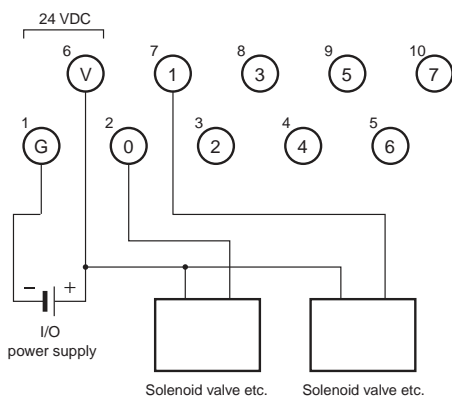 24 VDC
6 7 8 9 10
V 1 3 5 7
1 2 3 4 5
G 0 2 4 6
− +
I/O
power supply
Solenoid valve etc. Solenoid valve etc.